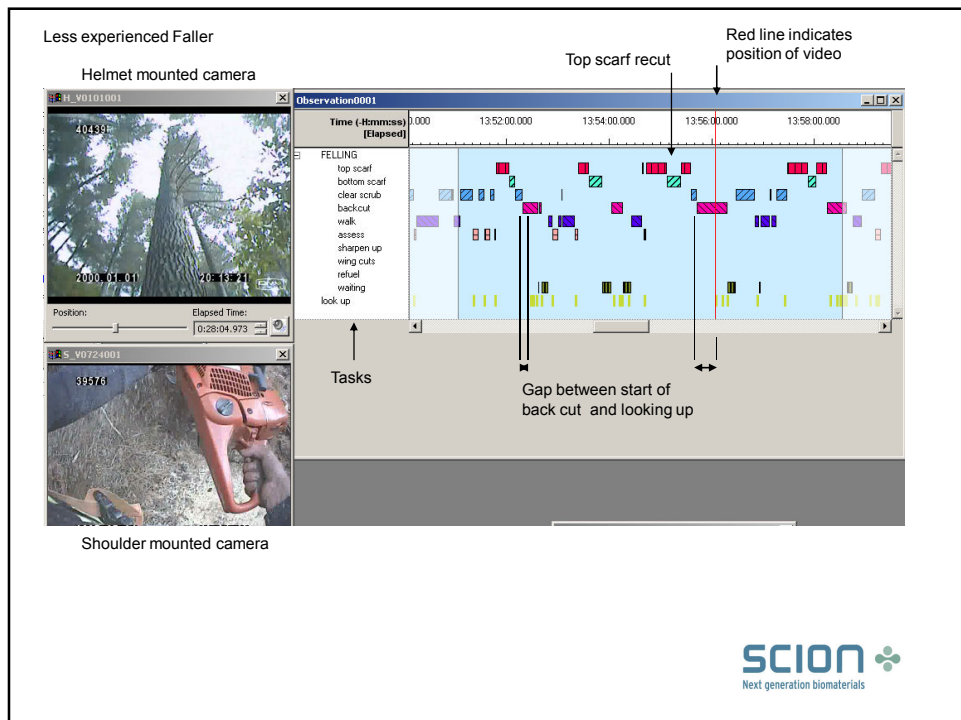 Less experienced Faller
Red line indicates
position of video
Top scarf recut
Helmet mounted camera
H_V0101001
40439
2000.01.01 20:13:21
Position:
Elapsed Time:
0:28:04.973
Observation0001
Time (-H:mm:ss)
[Elapsed]
0.000 13:52:00.000 13:54:00.000 13:56:00.000 13:58:00.000
FELLING
top scarf
bottom scarf
clear scrub
backcut
walk
assess
sharpen up
wing cuts
refuel
waiting
look up
S_V0724001
39576
Tasks
Gap between start of
back cut and looking up
Shoulder mounted camera
SCION
Next generation biomaterials